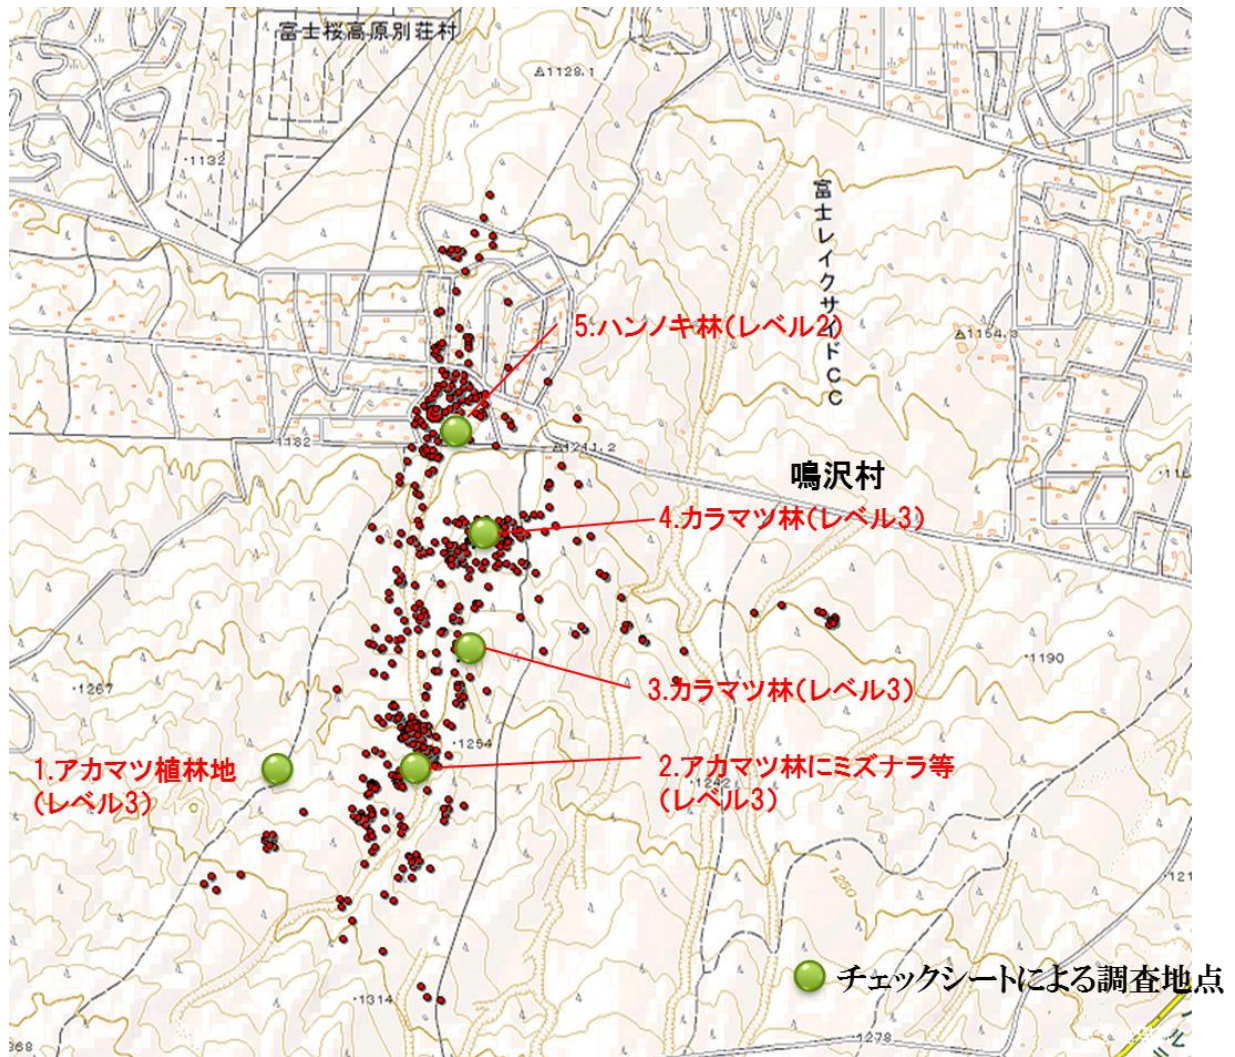 富士桜高原別荘村
1128.1
1132
富士レイクサイドCC
5.ハンノキ林(レベル2)
1154.3
1182
1211.2
鳴沢村
4.カラマツ林(レベル3)
1190
1267
3.カラマツ林(レベル3)
1254
1.アカマツ植林地
(レベル3)
2.アカマツ林にミズナラ等
(レベル3)
1242
1250
チェックシートによる調査地点
1314
1278